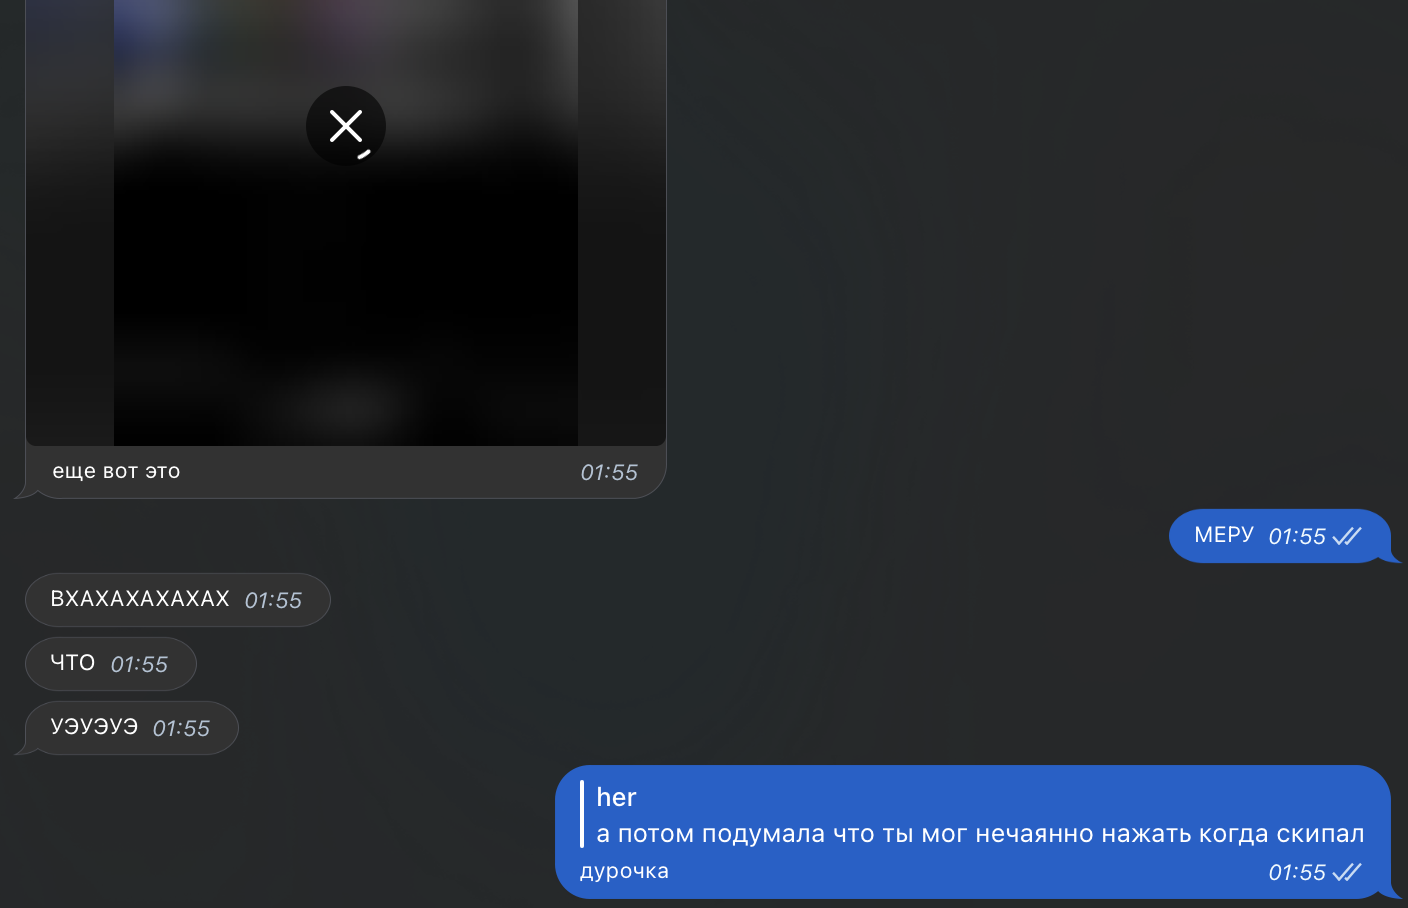 еще вот это 01:55
МЕРУ 01:55
ВХАХАХАХАХАХ 01:55
ЧТО 01:55
УЭУЭУЭ 01:55
her
а потом подумала что ты мог нечаянно нажать когда скипал
дурочка 01:55